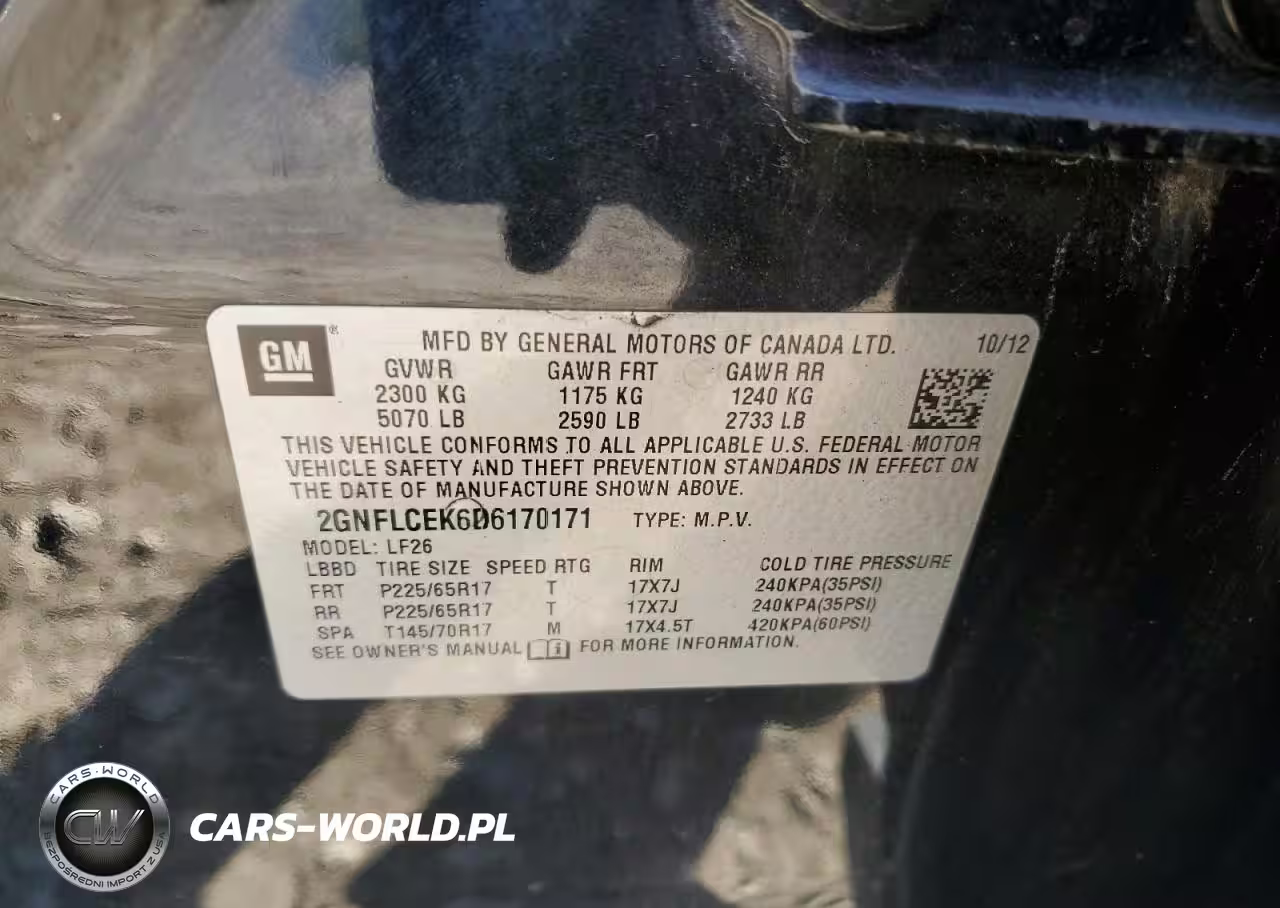 GM ®
MFD BY GENERAL MOTORS OF CANADA LTD. 10/12
GVWR GAWR FRT GAWR RR
2300 KG 1175 KG 1240 KG
5070 LB 2590 LB 2733 LB
THIS VEHICLE CONFORMS TO ALL APPLICABLE U.S. FEDERAL MOTOR
VEHICLE SAFETY AND THEFT PREVENTION STANDARDS IN EFFECT ON
THE DATE OF MANUFACTURE SHOWN ABOVE.
2GNFLCEK6D6170171 TYPE: M.P.V.
MODEL: LF26
LBBD TIRE SIZE SPEED RTG RIM COLD TIRE PRESSURE
FRT P225/65R17 T 17X7J 240KPA(35PSI)
RR P225/65R17 T 17X7J 240KPA(35PSI)
SPA T145/70R17 M 17X4.5T 420KPA(60PSI)
SEE OWNER'S MANUAL i FOR MORE INFORMATION.
CARS-WORLD
CW
BEZPOŚREDNI IMPORT Z USA
CARS-WORLD.PL